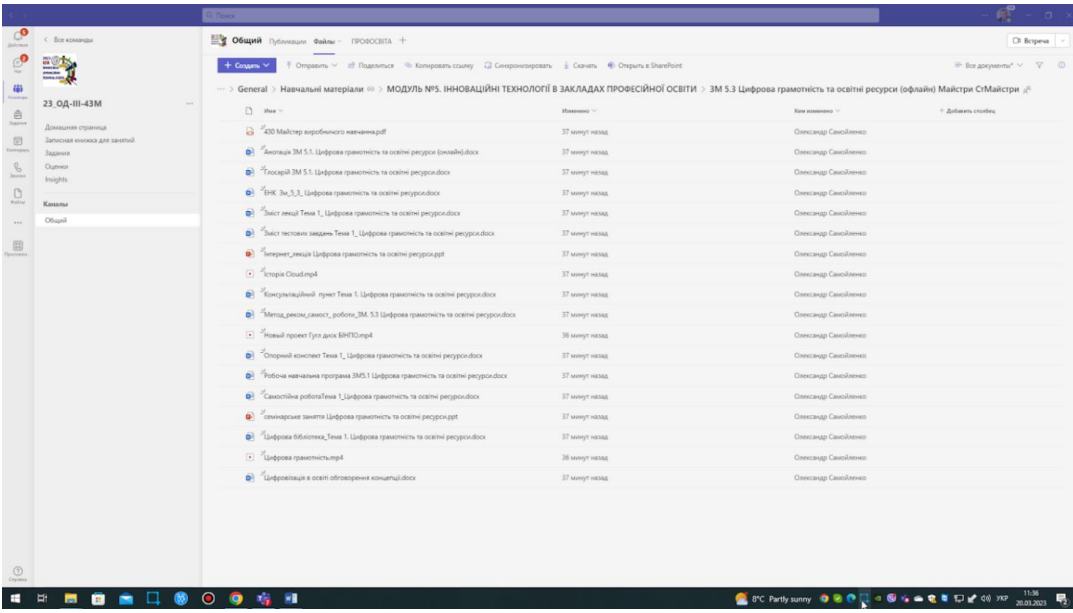 Поиск
Все команды
23_ОД-ІІІ-43М
Домашняя страница
Записная книжка для занятий
Задания
Оценки
Insights
Каналы
Общий
Общий Публикации Файлы ПРОФОСВІТА +
Встреча
+ Создать Отправить Поделиться Копировать ссылку Синхронизировать Скачать Открыть в SharePoint Все документы*
General > Навчальні матеріали > МОДУЛЬ №5. ІННОВАЦІЙНІ ТЕХНОЛОГІЇ В ЗАКЛАДАХ ПРОФЕСІЙНОЇ ОСВІТИ > ЗМ 5.3 Цифрова грамотність та освітні ресурси (офлайн) Майстри СтМайстри
Имя Изменено Кем изменено + Добавить столбец
430 Майстер виробничого навчання.pdf 37 минут назад Олександр Самойленко
Анотація ЗМ 5.1. Цифрова грамотність та освітні ресурси (онлайн).docx 37 минут назад Олександр Самойленко
Глосарій ЗМ 5.1. Цифрова грамотність та освітні ресурси.docx 37 минут назад Олександр Самойленко
ЕНК Зм_5_3_ Цифрова грамотність та освітні ресурси.docx 37 минут назад Олександр Самойленко
Зміст лекції Тема 1_ Цифрова грамотність та освітні ресурси.docx 37 минут назад Олександр Самойленко
Зміст тестових завдань Тема 1_ Цифрова грамотність та освітні ресурси.docx 37 минут назад Олександр Самойленко
Інтернет_лекція Цифрова грамотність та освітні ресурси.ppt 37 минут назад Олександр Самойленко
Історія Cloud.mp4 37 минут назад Олександр Самойленко
Консультаційний пункт Тема 1. Цифрова грамотність та освітні ресурси.docx 37 минут назад Олександр Самойленко
Метод_реком_самост_ роботи_ЗМ. 5.3 Цифрова грамотність та освітні ресурси.docx 37 минут назад Олександр Самойленко
Новый проект Гугл диск БІНПО.mp4 36 минут назад Олександр Самойленко
Опорний конспект Тема 1_ Цифрова грамотність та освітні ресурси.docx 37 минут назад Олександр Самойленко
Робоча навчальна програма ЗМ5.1 Цифрова грамотність та освітні ресурси.docx 37 минут назад Олександр Самойленко
Самостійна роботаТема 1_Цифрова грамотність та освітні ресурси.docx 37 минут назад Олександр Самойленко
семінарське заняття Цифрова грамотність та освітні ресурси.ppt 37 минут назад Олександр Самойленко
Цифрова бібліотека_Тема 1. Цифрова грамотність та освітні ресурси.docx 37 минут назад Олександр Самойленко
Цифрова грамотність.mp4 36 минут назад Олександр Самойленко
Цифровізація в освіті обговорення концепції.docx 37 минут назад Олександр Самойленко
8°C Partly sunny УКР 11:36
20.03.2023